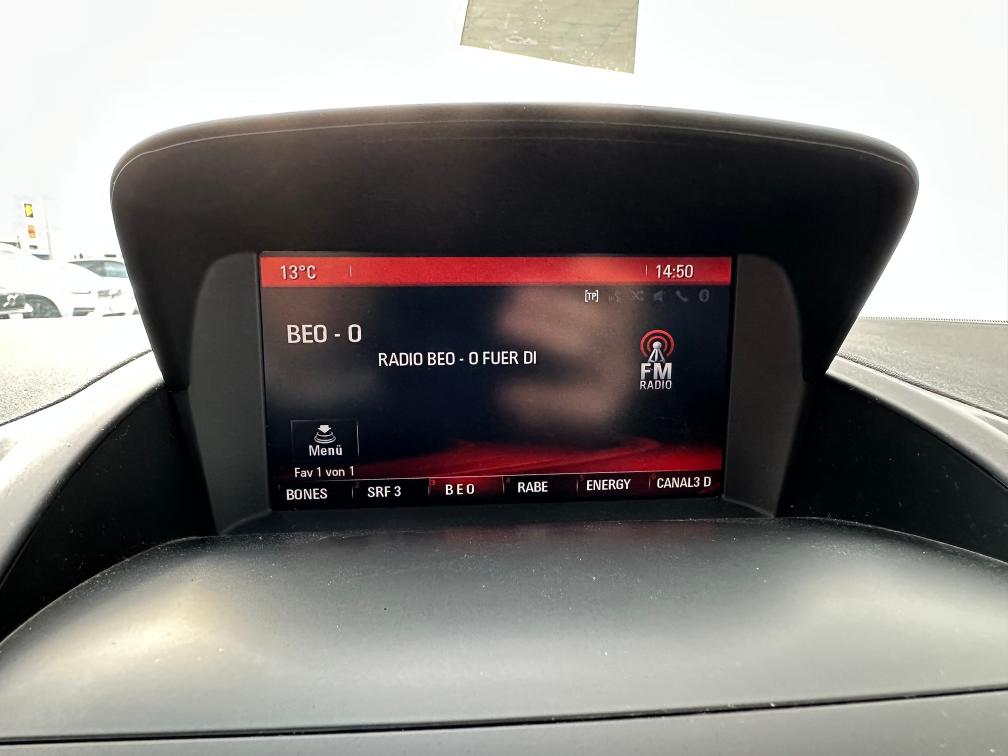 13°C 14:50
[TP]
BEO - O
RADIO BEO - O FUER DI
FM
RADIO
Menü
Fav 1 von 1
BONES SRF 3 BEO RABE ENERGY CANAL3 D